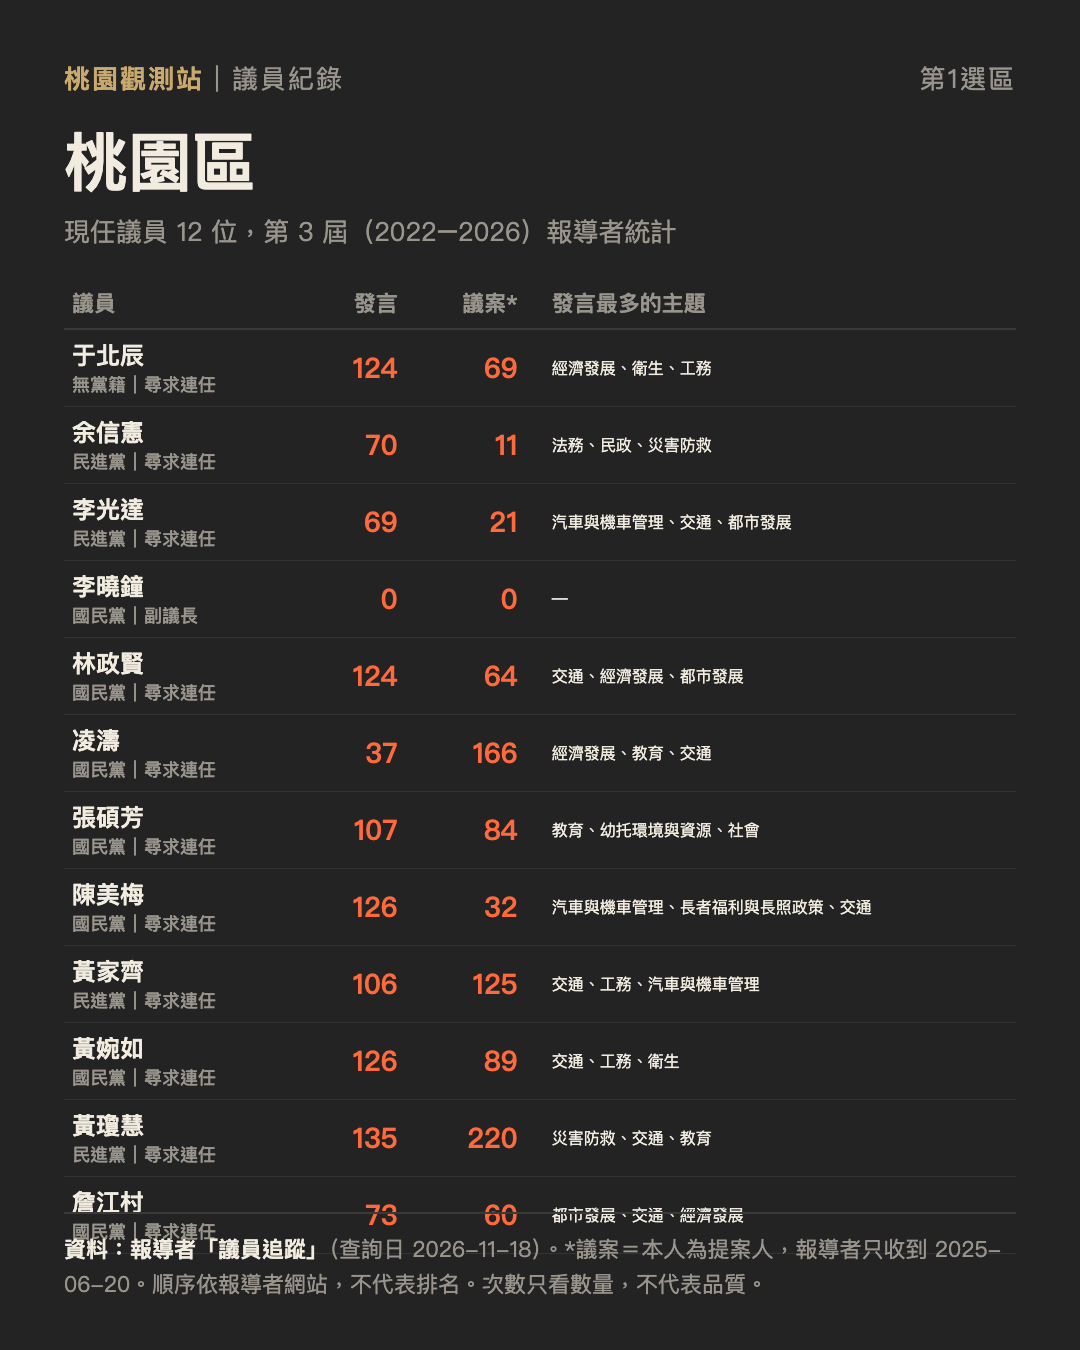 桃園觀測站｜議員紀錄
第1選區
桃園區
現任議員 12 位，第 3 屆（2022—2026）報導者統計
議員 發言 議案* 發言最多的主題
于北辰
無黨籍｜尋求連任
124 69 經濟發展、衛生、工務
余信憲
民進黨｜尋求連任
70 11 法務、民政、災害防救
李光達
民進黨｜尋求連任
69 21 汽車與機車管理、交通、都市發展
李曉鐘
國民黨｜副議長
0 0 —
林政賢
國民黨｜尋求連任
124 64 交通、經濟發展、都市發展
凌濤
國民黨｜尋求連任
37 166 經濟發展、教育、交通
張碩芳
國民黨｜尋求連任
107 84 教育、幼托環境與資源、社會
陳美梅
國民黨｜尋求連任
126 32 汽車與機車管理、長者福利與長照政策、交通
黃家齊
民進黨｜尋求連任
106 125 交通、工務、汽車與機車管理
黃婉如
國民黨｜尋求連任
126 89 交通、工務、衛生
黃瓊慧
民進黨｜尋求連任
135 220 災害防救、交通、教育
詹江村
國民黨｜尋求連任
73 60 都市發展、交通、經濟發展
資料：報導者「議員追蹤」（查詢日 2026–11–18）。*議案＝本人為提案人，報導者只收到 2025–
06–20。順序依報導者網站，不代表排名。次數只看數量，不代表品質。